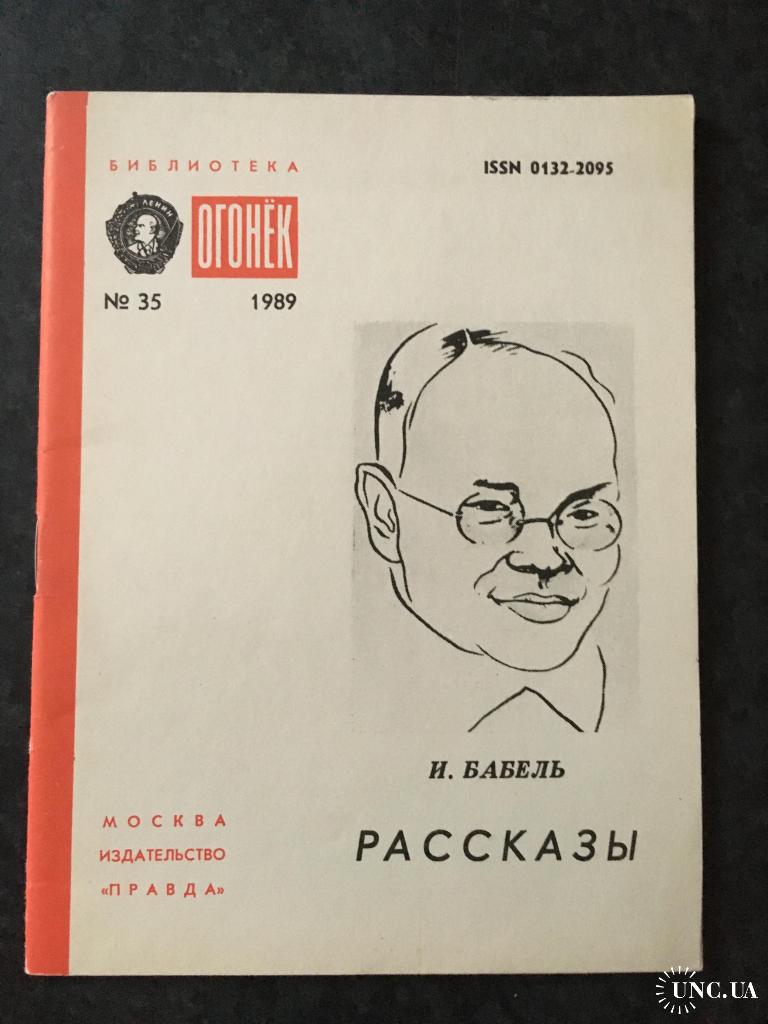 БИБЛИОТЕКА
ISSN 0132-2095
ЛЕНИН
ОГОНЁК
№ 35 1989
И. БАБЕЛЬ
РАССКАЗЫ
МОСКВА
ИЗДАТЕЛЬСТВО
«ПРАВДА»
UNC.UA